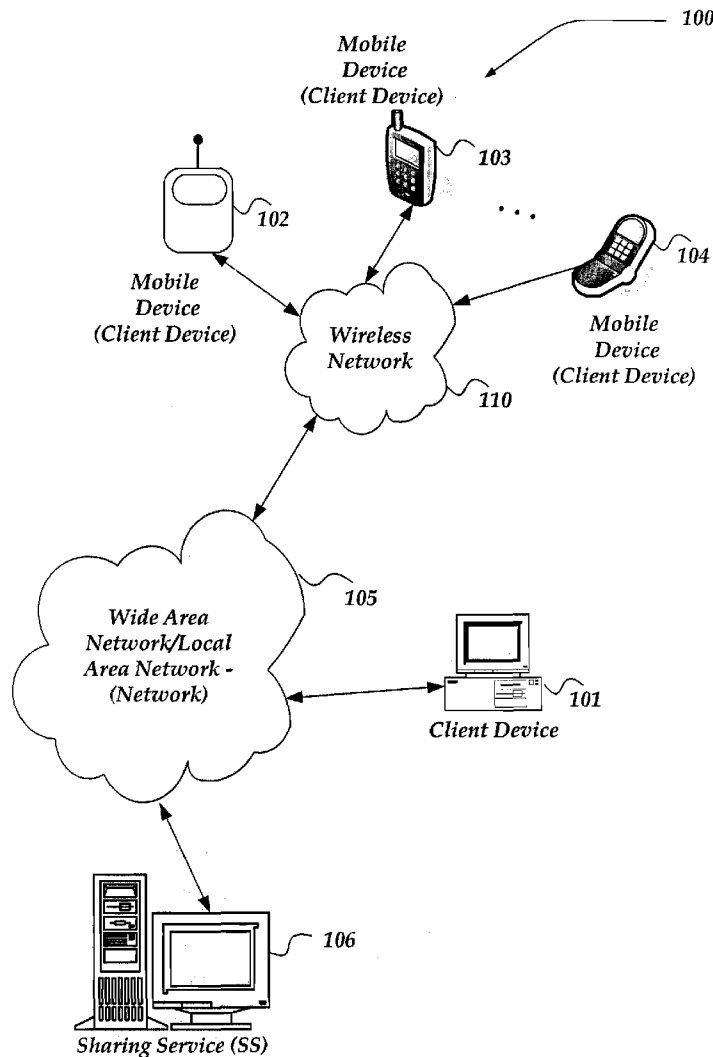 100
Mobile
Device
(Client Device)
103
102
Mobile
Device
(Client Device)
. . .
104
Mobile
Device
(Client Device)
Wireless
Network
110
105
Wide Area
Network/Local
Area Network -
(Network)
101
Client Device
106
Sharing Service (SS)